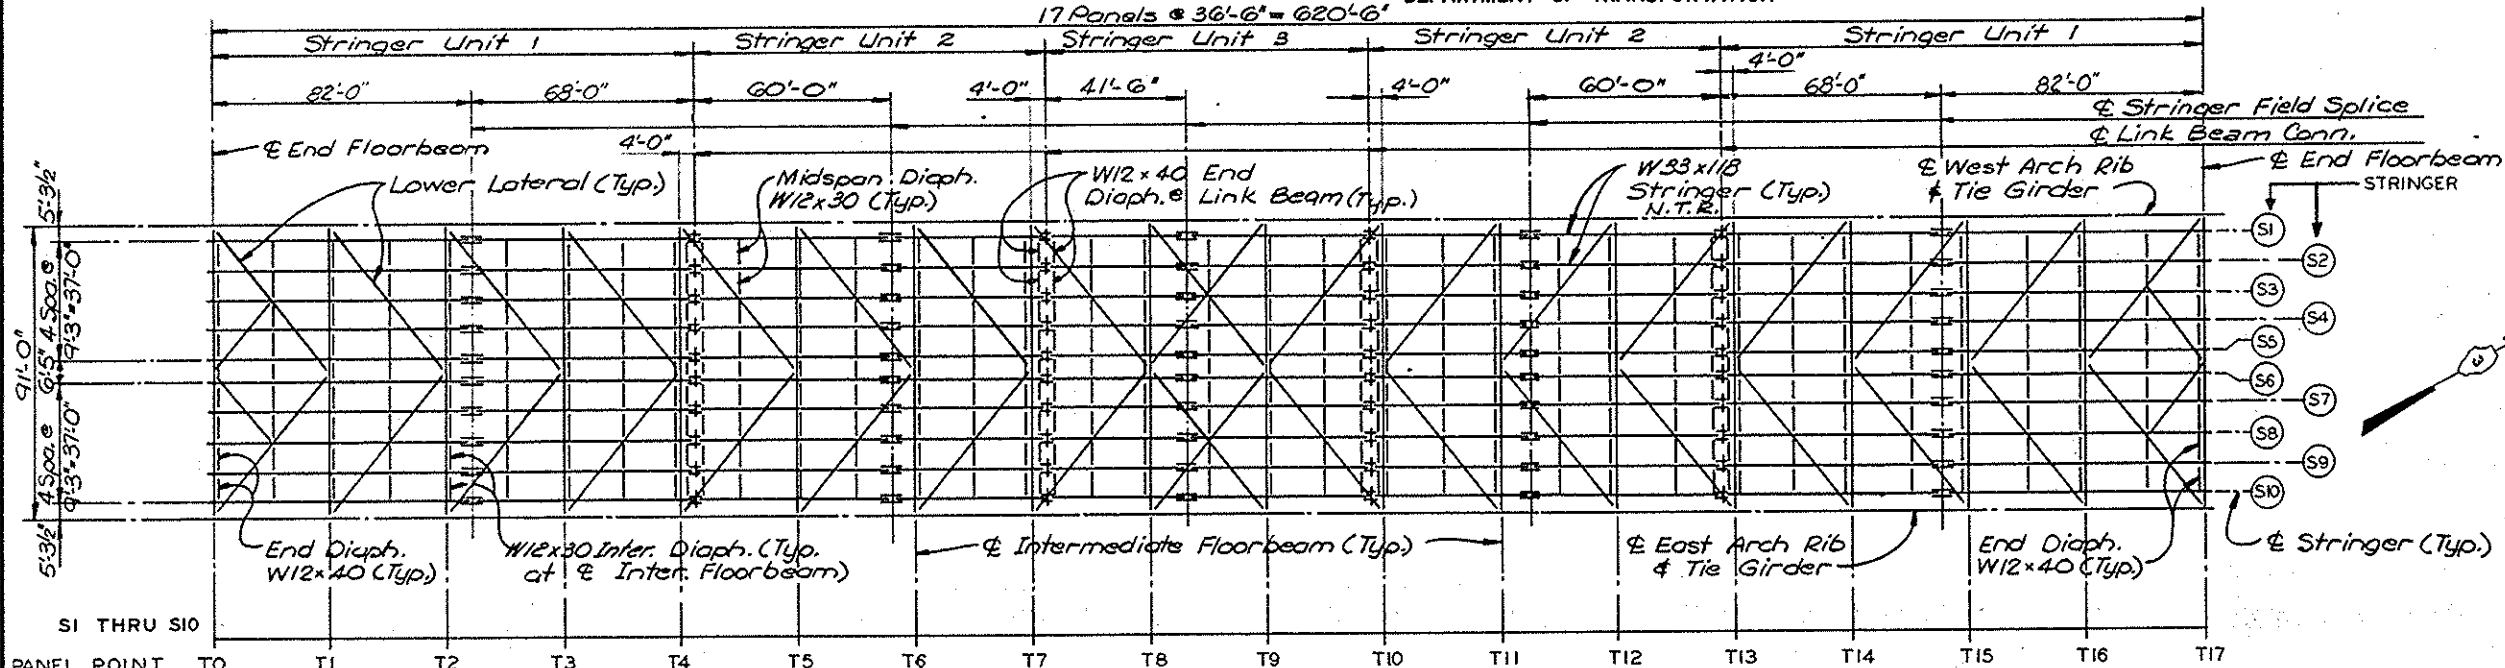 17 Panels @ 36'-6" = 620'-6"
Stringer Unit 1 Stringer Unit 2 Stringer Unit 3 Stringer Unit 2 Stringer Unit 1
4'-0"
82'-0" 68'-0" 60'-0" 4'-0" 41'-6" 4'-0" 60'-0" 68'-0" 82'-0"
℄ Stringer Field Splice
℄ Link Beam Conn.
℄ End Floorbeam
4'-0"
Lower Lateral (Typ.)
Midspan Diaph.
W12x30 (Typ.)
W12x40 End
Diaph. @ Link Beam (Typ.)
W33x118
Stringer (Typ.)
N.T.R.
℄ West Arch Rib
& Tie Girder
℄ End Floorbeam
STRINGER
5'-3½"
4 Spa. @
9'-3"=37'-0"
6'-5"
4 Spa. @
9'-3"=37'-0"
5'-3½"
91'-0"
S1
S2
S3
S4
S5
S6
S7
S8
S9
S10
End Diaph.
W12x40 (Typ.)
W12x30 Inter. Diaph. (Typ.
at ℄ Inter. Floorbeam)
℄ Intermediate Floorbeam (Typ.)
℄ East Arch Rib
& Tie Girder
End Diaph.
W12x40 (Typ.)
℄ Stringer (Typ.)
S1 THRU S10
PANEL POINT T0 T1 T2 T3 T4 T5 T6 T7 T8 T9 T10 T11 T12 T13 T14 T15 T16 T17